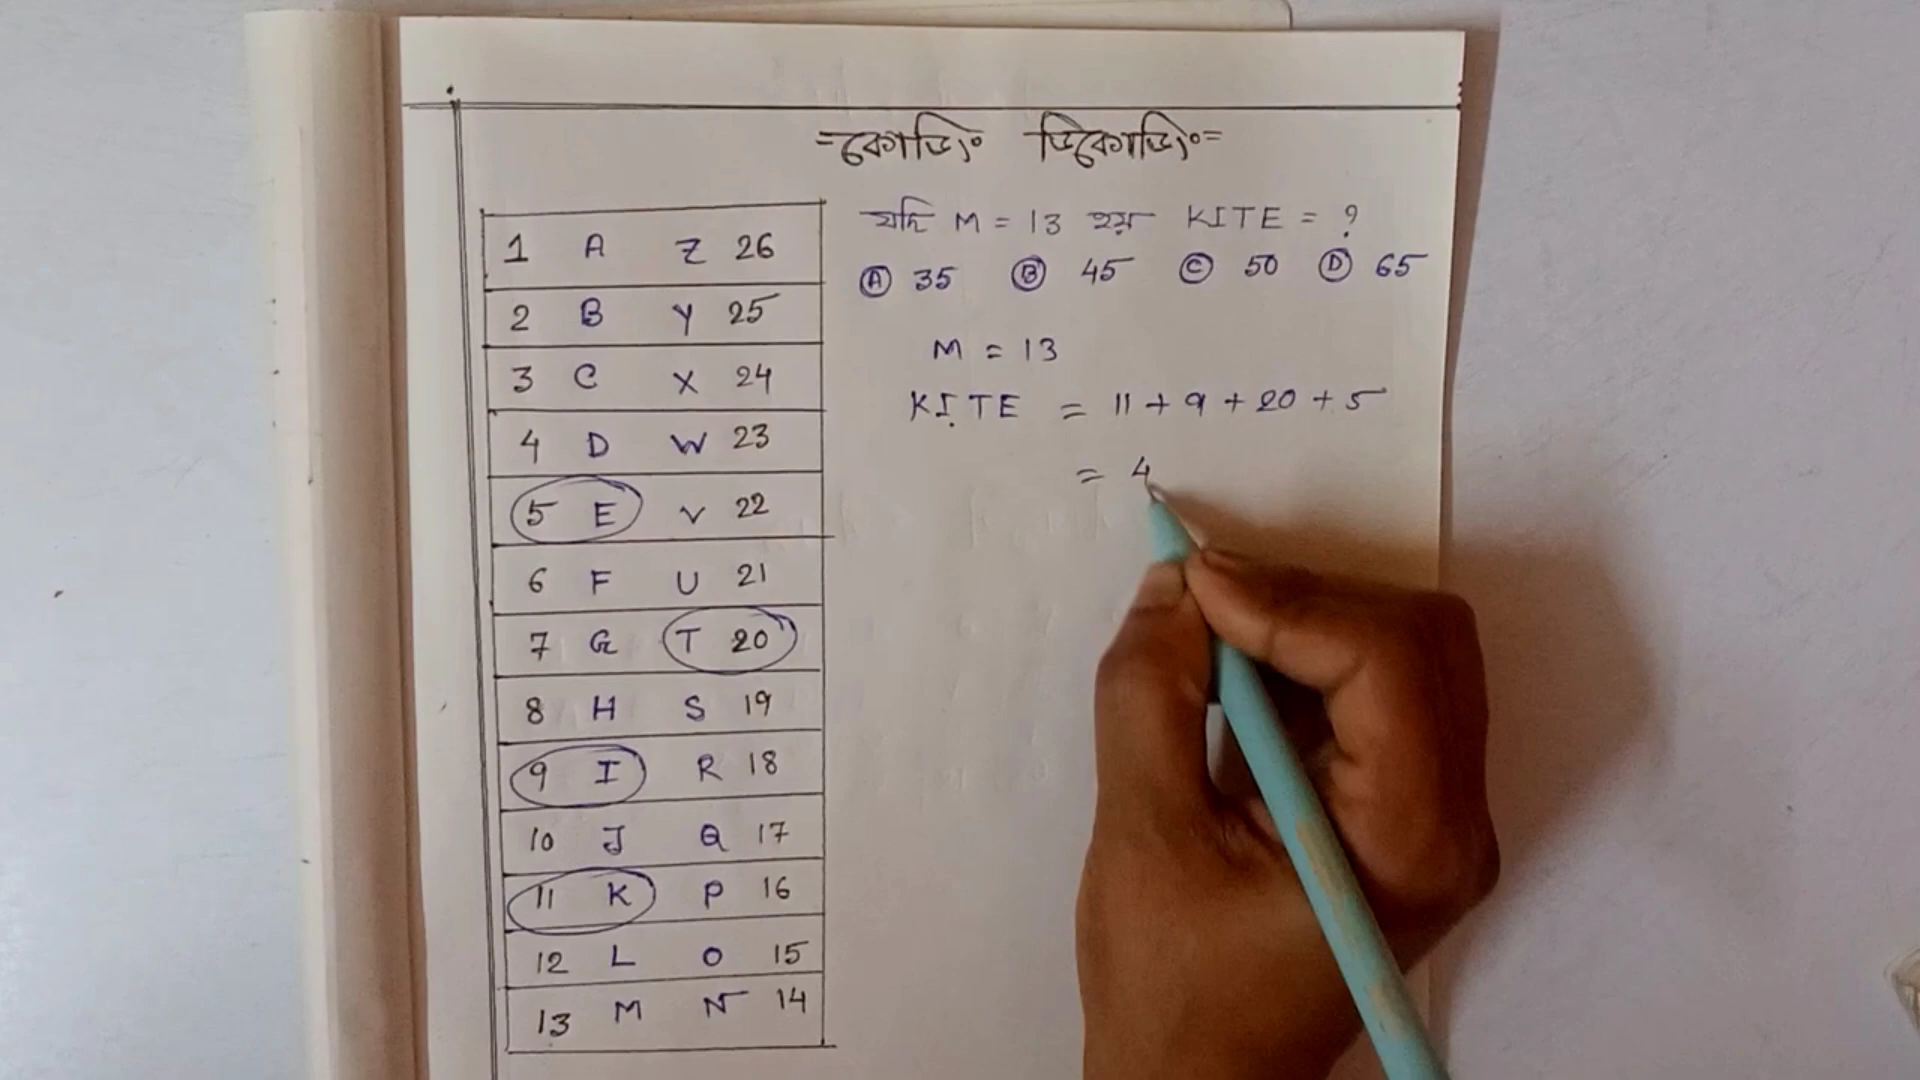 =কোডিং ডিকোডিং=
যদি M = 13 হয় KITE = ?
Ⓐ 35 Ⓑ 45 Ⓒ 50 Ⓓ 65
M = 13
KITE = 11 + 9 + 20 + 5
= 4
1 A Z 26
2 B Y 25
3 C X 24
4 D W 23
5 E V 22
6 F U 21
7 G T 20
8 H S 19
9 I R 18
10 J Q 17
11 K P 16
12 L O 15
13 M N 14